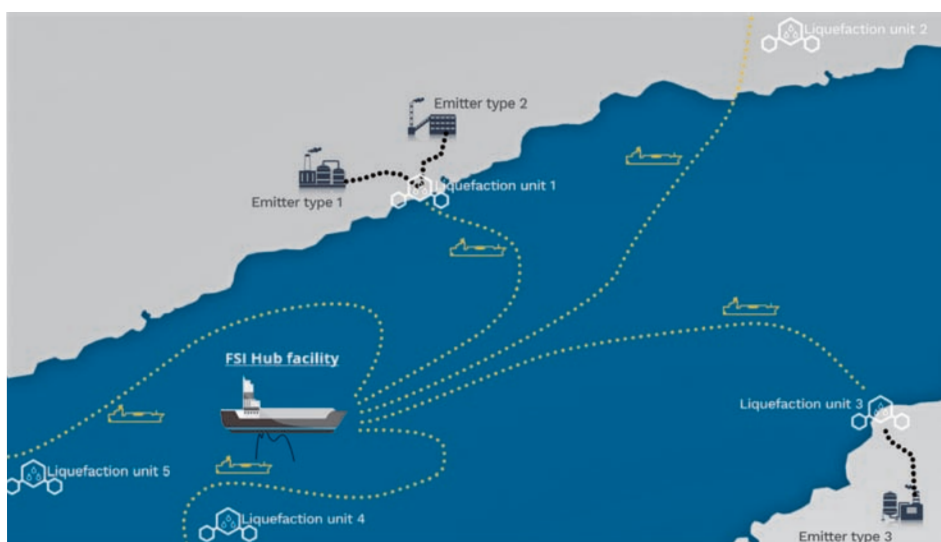 Liquefaction unit 2
Emitter type 2
Emitter type 1
Liquefaction unit 1
FSI Hub facility
Liquefaction unit 3
Liquefaction unit 5
Liquefaction unit 4
Emitter type 3